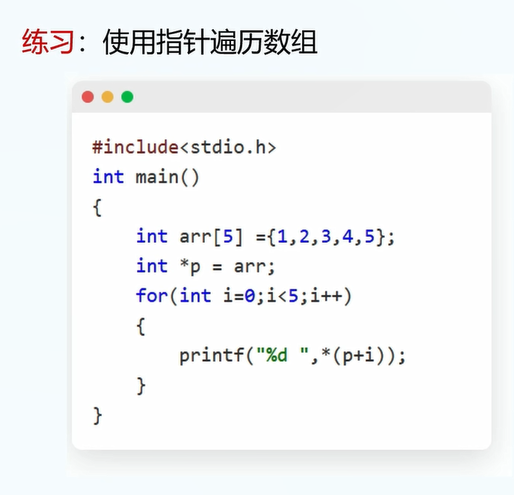 练习：使用指针遍历数组
#include<stdio.h>
int main()
{
    int arr[5] ={1,2,3,4,5};
    int *p = arr;
    for(int i=0;i<5;i++)
    {
        printf("%d ",*(p+i));
    }
}